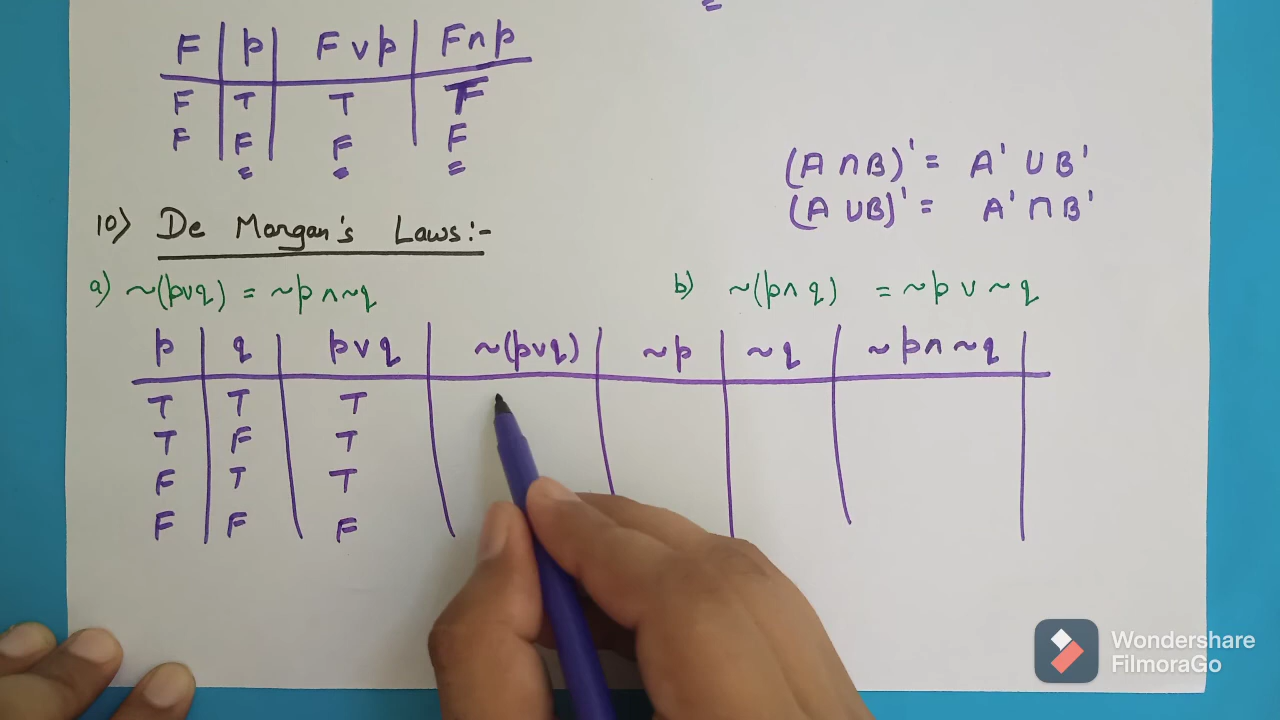 F p F ∨ p F ∧ p
F T T F
F F F F
(A ∩ B)' = A' ∪ B'
(A ∪ B)' = A' ∩ B'
10) De Morgan's Laws:-
a) ~(p∨q) = ~p ∧ ~q
b) ~(p∧ q) = ~p ∨ ~q
p q p ∨ q ~(p∨q) ~p ~q ~p ∧ ~q
T T T
T F T
F T T
F F F
Wondershare
FilmoraGo